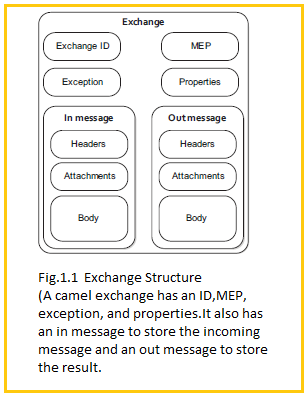 Exchange
Exchange ID
MEP
Exception
Properties
In message
Out message
Headers
Headers
Attachments
Attachments
Body
Body
Fig.1.1 Exchange Structure
(A camel exchange has an ID,MEP,
exception, and properties.It also has
an in message to store the incoming
message and an out message to store
the result.